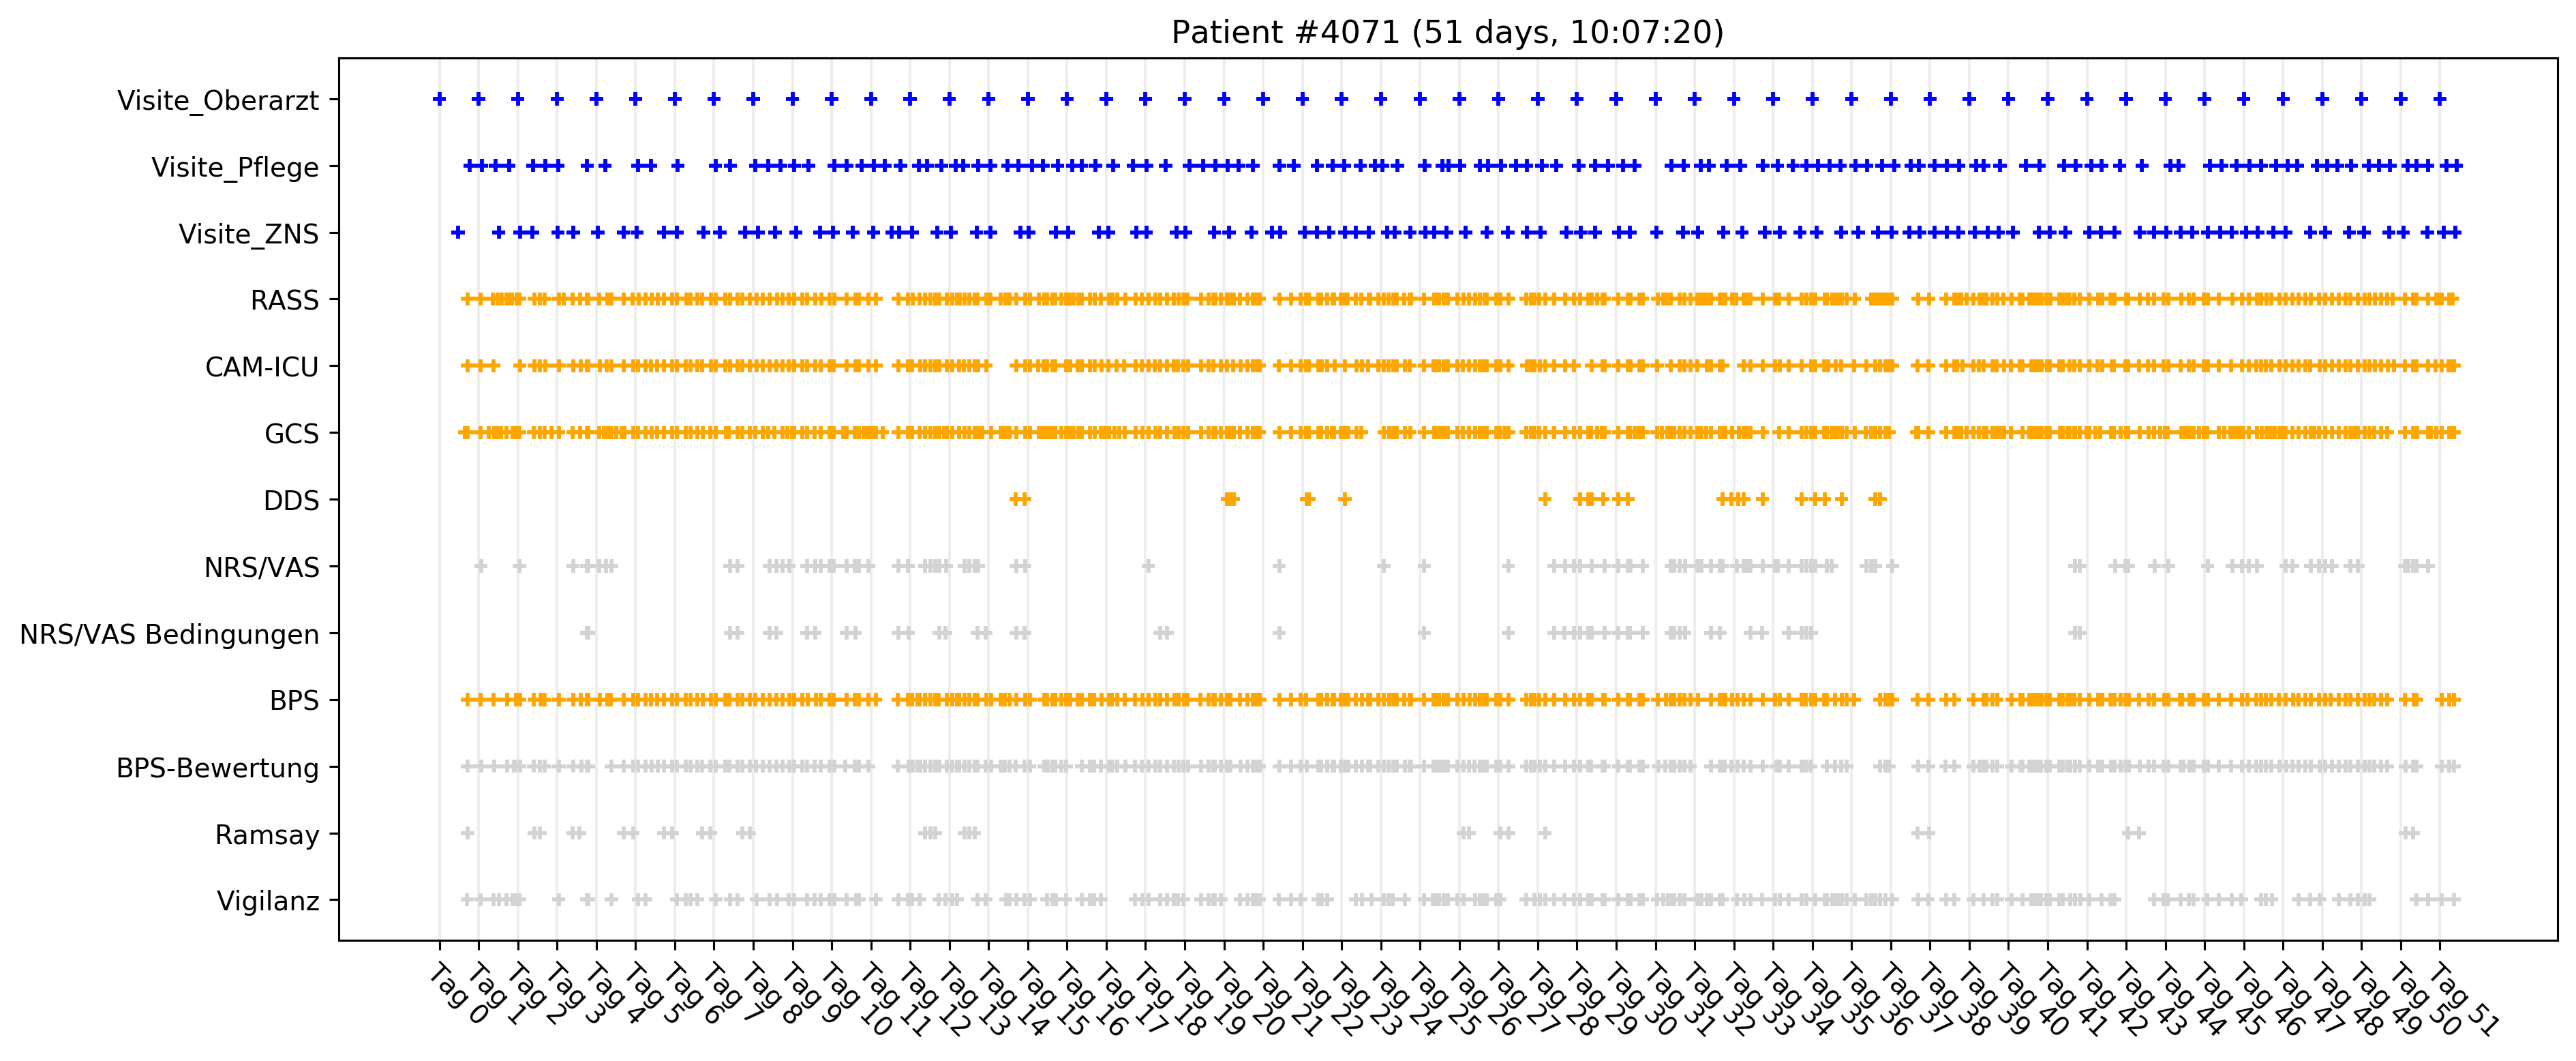 Patient #4071 (51 days, 10:07:20)
Visite_Oberarzt
Visite_Pflege
Visite_ZNS
RASS
CAM-ICU
GCS
DDS
NRS/VAS
NRS/VAS Bedingungen
BPS
BPS-Bewertung
Ramsay
Vigilanz
Tag 0
Tag 1
Tag 2
Tag 3
Tag 4
Tag 5
Tag 6
Tag 7
Tag 8
Tag 9
Tag 10
Tag 11
Tag 12
Tag 13
Tag 14
Tag 15
Tag 16
Tag 17
Tag 18
Tag 19
Tag 20
Tag 21
Tag 22
Tag 23
Tag 24
Tag 25
Tag 26
Tag 27
Tag 28
Tag 29
Tag 30
Tag 31
Tag 32
Tag 33
Tag 34
Tag 35
Tag 36
Tag 37
Tag 38
Tag 39
Tag 40
Tag 41
Tag 42
Tag 43
Tag 44
Tag 45
Tag 46
Tag 47
Tag 48
Tag 49
Tag 50
Tag 51